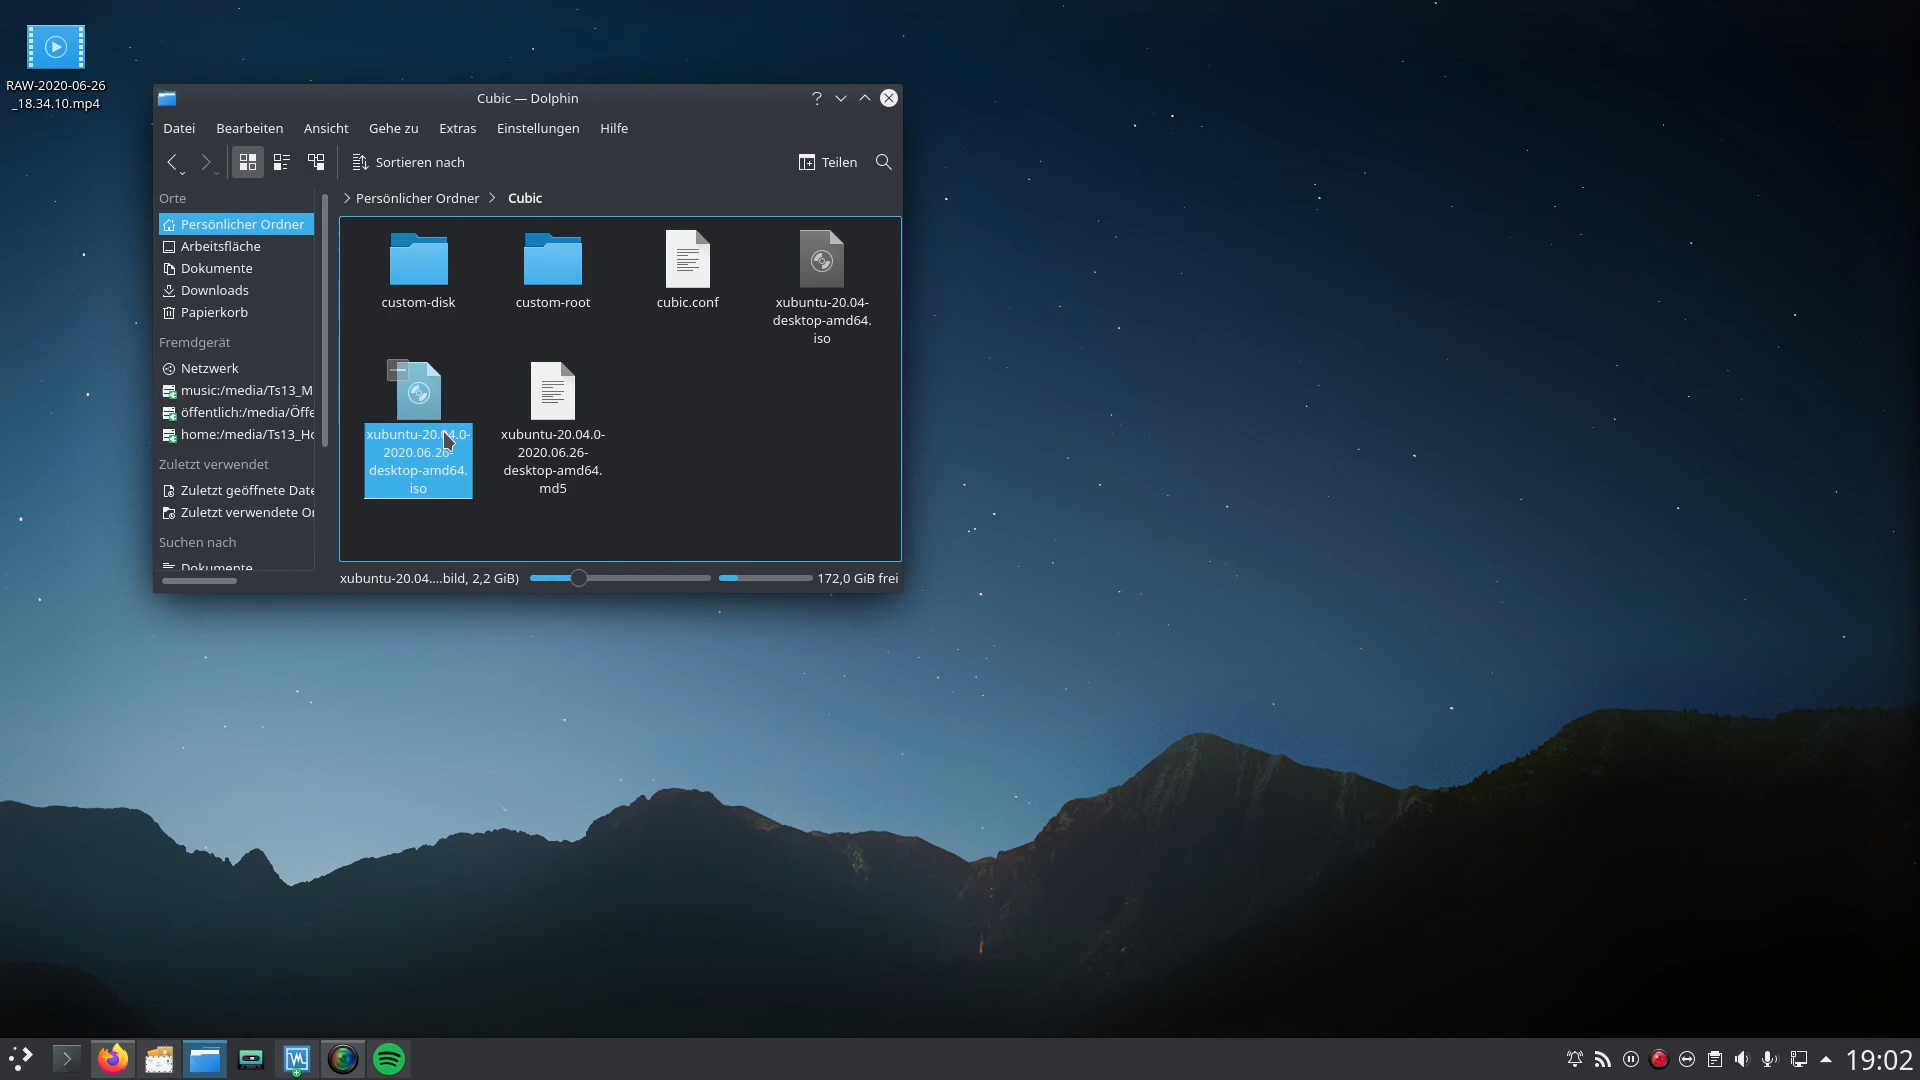 RAW-2020-06-26
_18.34.10.mp4
Cubic — Dolphin
Datei Bearbeiten Ansicht Gehe zu Extras Einstellungen Hilfe
Sortieren nach
Teilen
Orte
Persönlicher Ordner
Arbeitsfläche
Dokumente
Downloads
Papierkorb
Fremdgerät
Netzwerk
music:/media/Ts13_M
öffentlich:/media/Öffe
home:/media/Ts13_Ho
Zuletzt verwendet
Zuletzt geöffnete Date
Zuletzt verwendete Or
Suchen nach
Dokumente
Persönlicher Ordner > Cubic
custom-disk
custom-root
cubic.conf
xubuntu-20.04-
desktop-amd64.
iso
xubuntu-20.04.0-
2020.06.26-
desktop-amd64.
iso
xubuntu-20.04.0-
2020.06.26-
desktop-amd64.
md5
xubuntu-20.04....bild, 2,2 GiB)
172,0 GiB frei
19:02